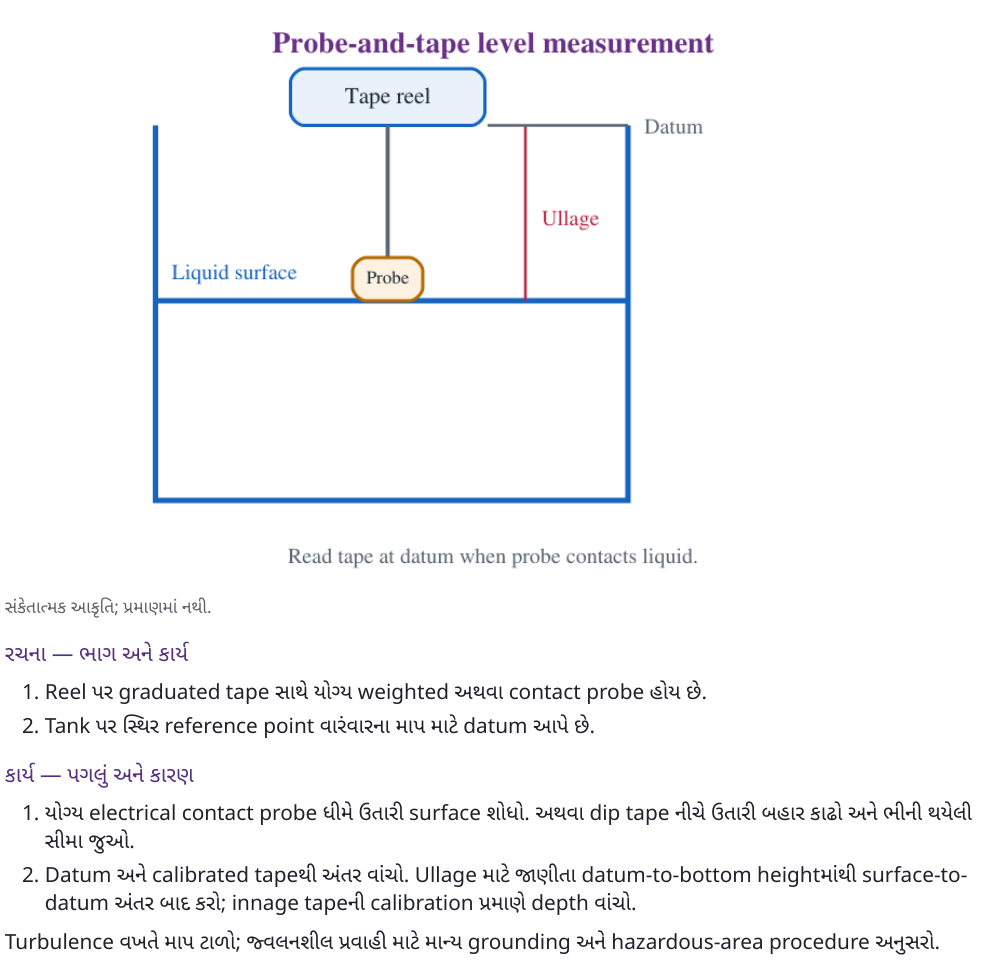 Probe-and-tape level measurement
Tape reel
Datum
Ullage
Liquid surface
Probe
Read tape at datum when probe contacts liquid.
સંકેતાત્મક આકૃતિ; પ્રમાણમાં નથી.
રચના — ભાગ અને કાર્ય
1. Reel પર graduated tape સાથે યોગ્ય weighted અથવા contact probe હોય છે.
2. Tank પર સ્થિર reference point વારંવારના માપ માટે datum આપે છે.
કાર્ય — પગલું અને કારણ
1. યોગ્ય electrical contact probe ધીમે ઉતારી surface શોધો. અથવા dip tape નીચે ઉતારી બહાર કાઢો અને ભીની થયેલી
સીમા જુઓ.
2. Datum અને calibrated tapeથી અંતર વાંચો. Ullage માટે જાણીતા datum-to-bottom heightમાંથી surface-to-
datum અંતર બાદ કરો; innage tapeની calibration પ્રમાણે depth વાંચો.
Turbulence વખતે માપ ટાળો; જ્વલનશીલ પ્રવાહી માટે માન્ય grounding અને hazardous-area procedure અનુસરો.